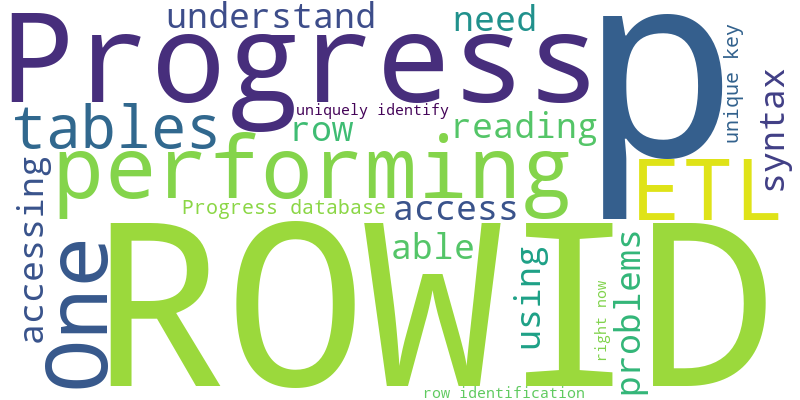 understand
need
Progress
p
unique key
uniquely identify
tables
row
reading
syntax
performing
ETL
accessing
Progress database
access
One
ROWID
able
using
problems
right now
row identification